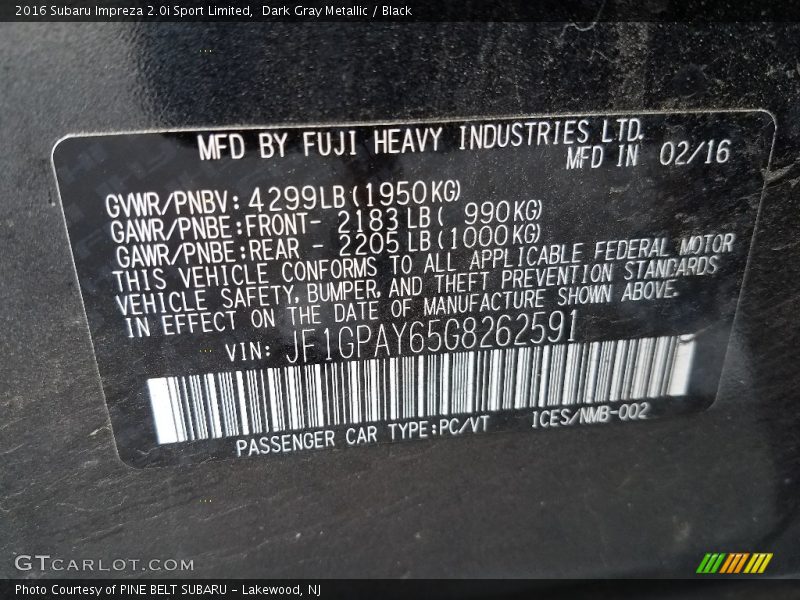 2016 Subaru Impreza 2.0i Sport Limited,  Dark Gray Metallic / Black
MFD BY FUJI HEAVY INDUSTRIES LTD.
MFD IN 02/16
GVWR/PNBV: 4299LB(1950KG)
GAWR/PNBE:FRONT- 2183 LB( 990KG)
GAWR/PNBE:REAR - 2205 LB(1000KG)
THIS VEHICLE CONFORMS TO ALL APPLICABLE FEDERAL MOTOR
VEHICLE SAFETY, BUMPER, AND THEFT PREVENTION STANDARDS
IN EFFECT ON THE DATE OF MANUFACTURE SHOWN ABOVE.
VIN: JF1GPAY65G8262591
PASSENGER CAR TYPE:PC/VT ICES/NMB-002
GTCARLOT.COM
Photo Courtesy of PINE BELT SUBARU - Lakewood, NJ